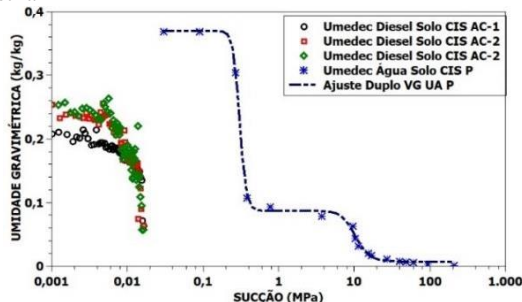 0,4
0,3
0,2
0,1
0
UMIDADE GRAVIMÉTRICA (kg/kg)
Umedec Diesel Solo CIS AC-1
Umedec Diesel Solo CIS AC-2
Umedec Diesel Solo CIS AC-2
Umedec Água Solo CIS P
Ajuste Duplo VG UA P
0,001 0,01 0,1 1 10 100 1.000
SUCCÃO (MPa)